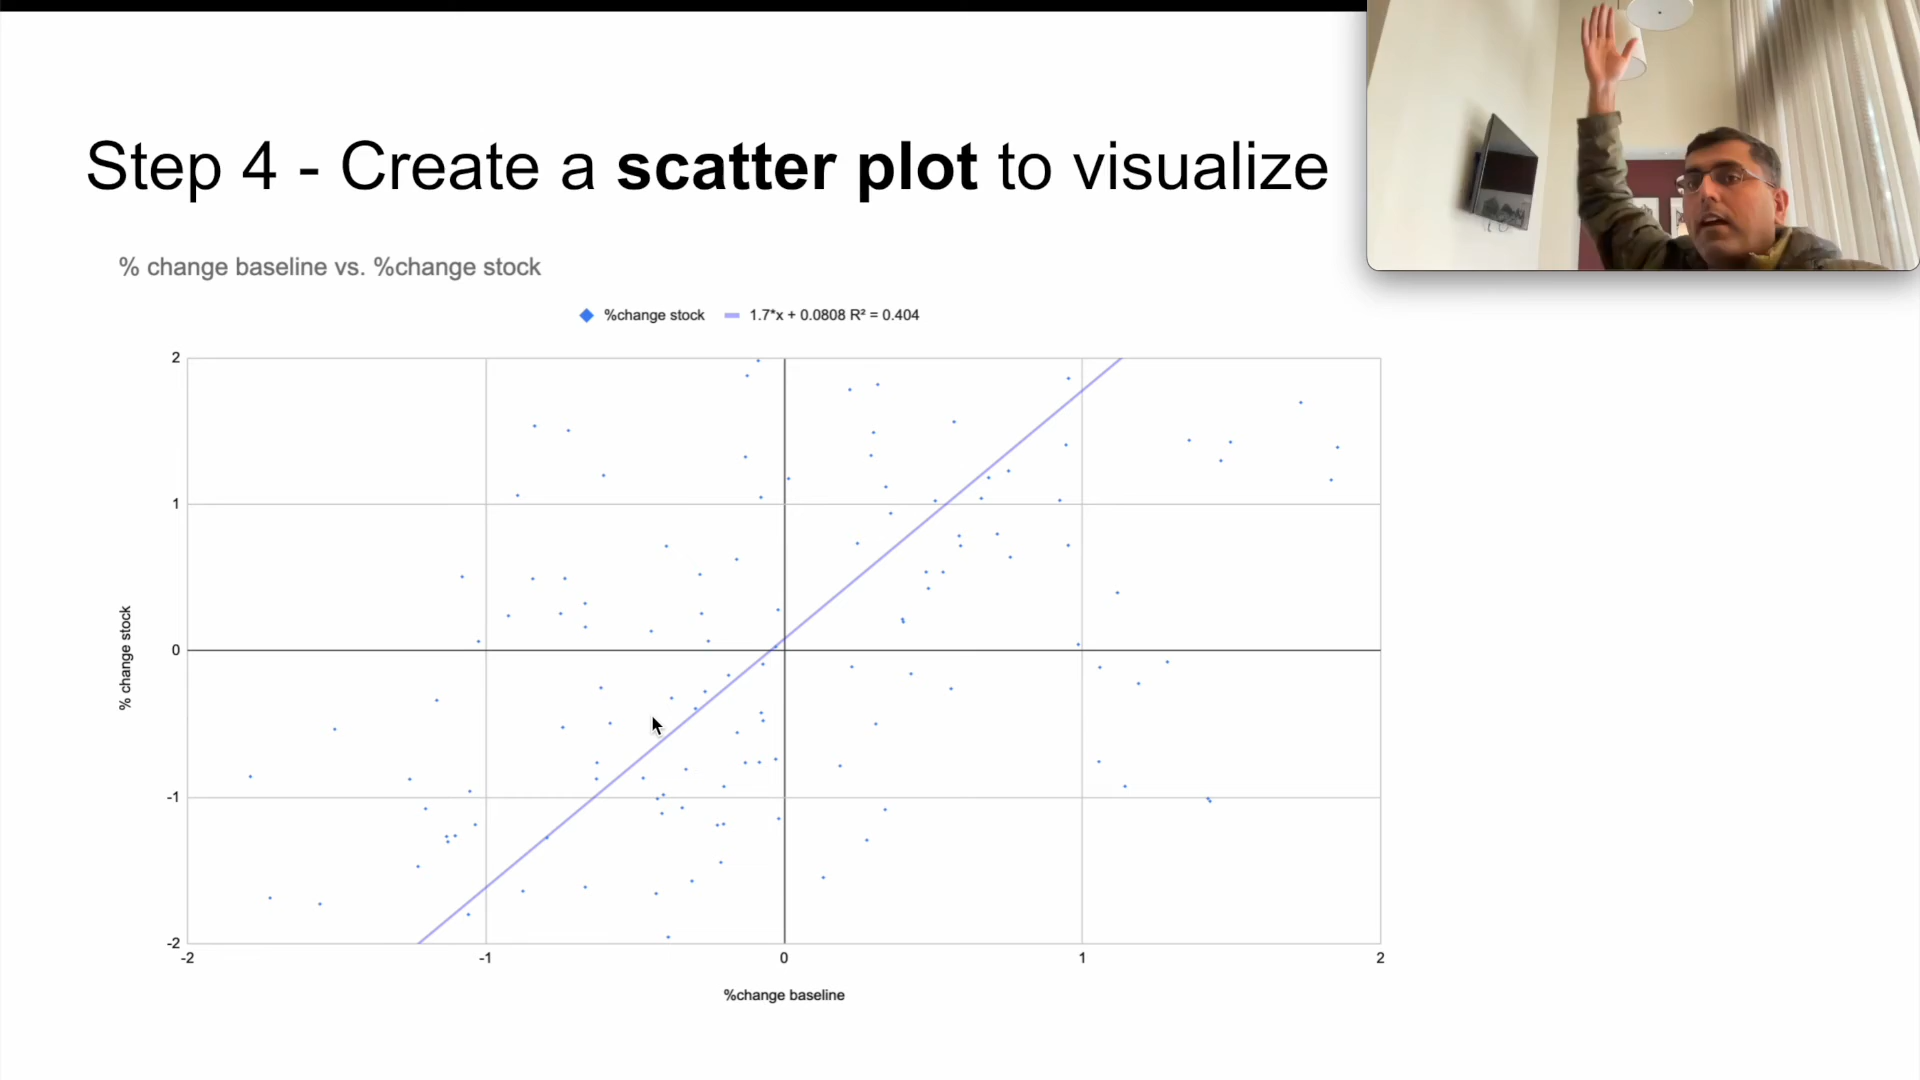 Step 4 - Create a scatter plot to visualize
% change baseline vs. %change stock
%change stock 1.7*x + 0.0808 R² = 0.404
2
1
0
-1
-2
% change stock
-2 -1 0 1 2
%change baseline